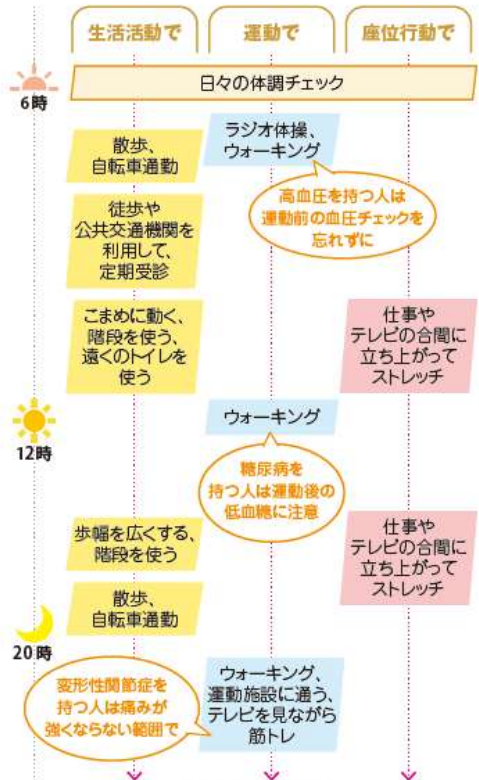 生活活動で
運動で
座位行動で
日々の体調チェック
6時
散歩、
自転車通勤
ラジオ体操、
ウォーキング
高血圧を持つ人は
運動前の血圧チェックを
忘れずに
徒歩や
公共交通機関を
利用して、
定期受診
こまめに動く、
階段を使う、
遠くのトイレを
使う
仕事や
テレビの合間に
立ち上がって
ストレッチ
12時
ウォーキング
糖尿病を
持つ人は運動後の
低血糖に注意
歩幅を広くする、
階段を使う
仕事や
テレビの合間に
立ち上がって
ストレッチ
散歩、
自転車通勤
20時
変形性関節症を
持つ人は痛みが
強くならない範囲で
ウォーキング、
運動施設に通う、
テレビを見ながら
筋トレ